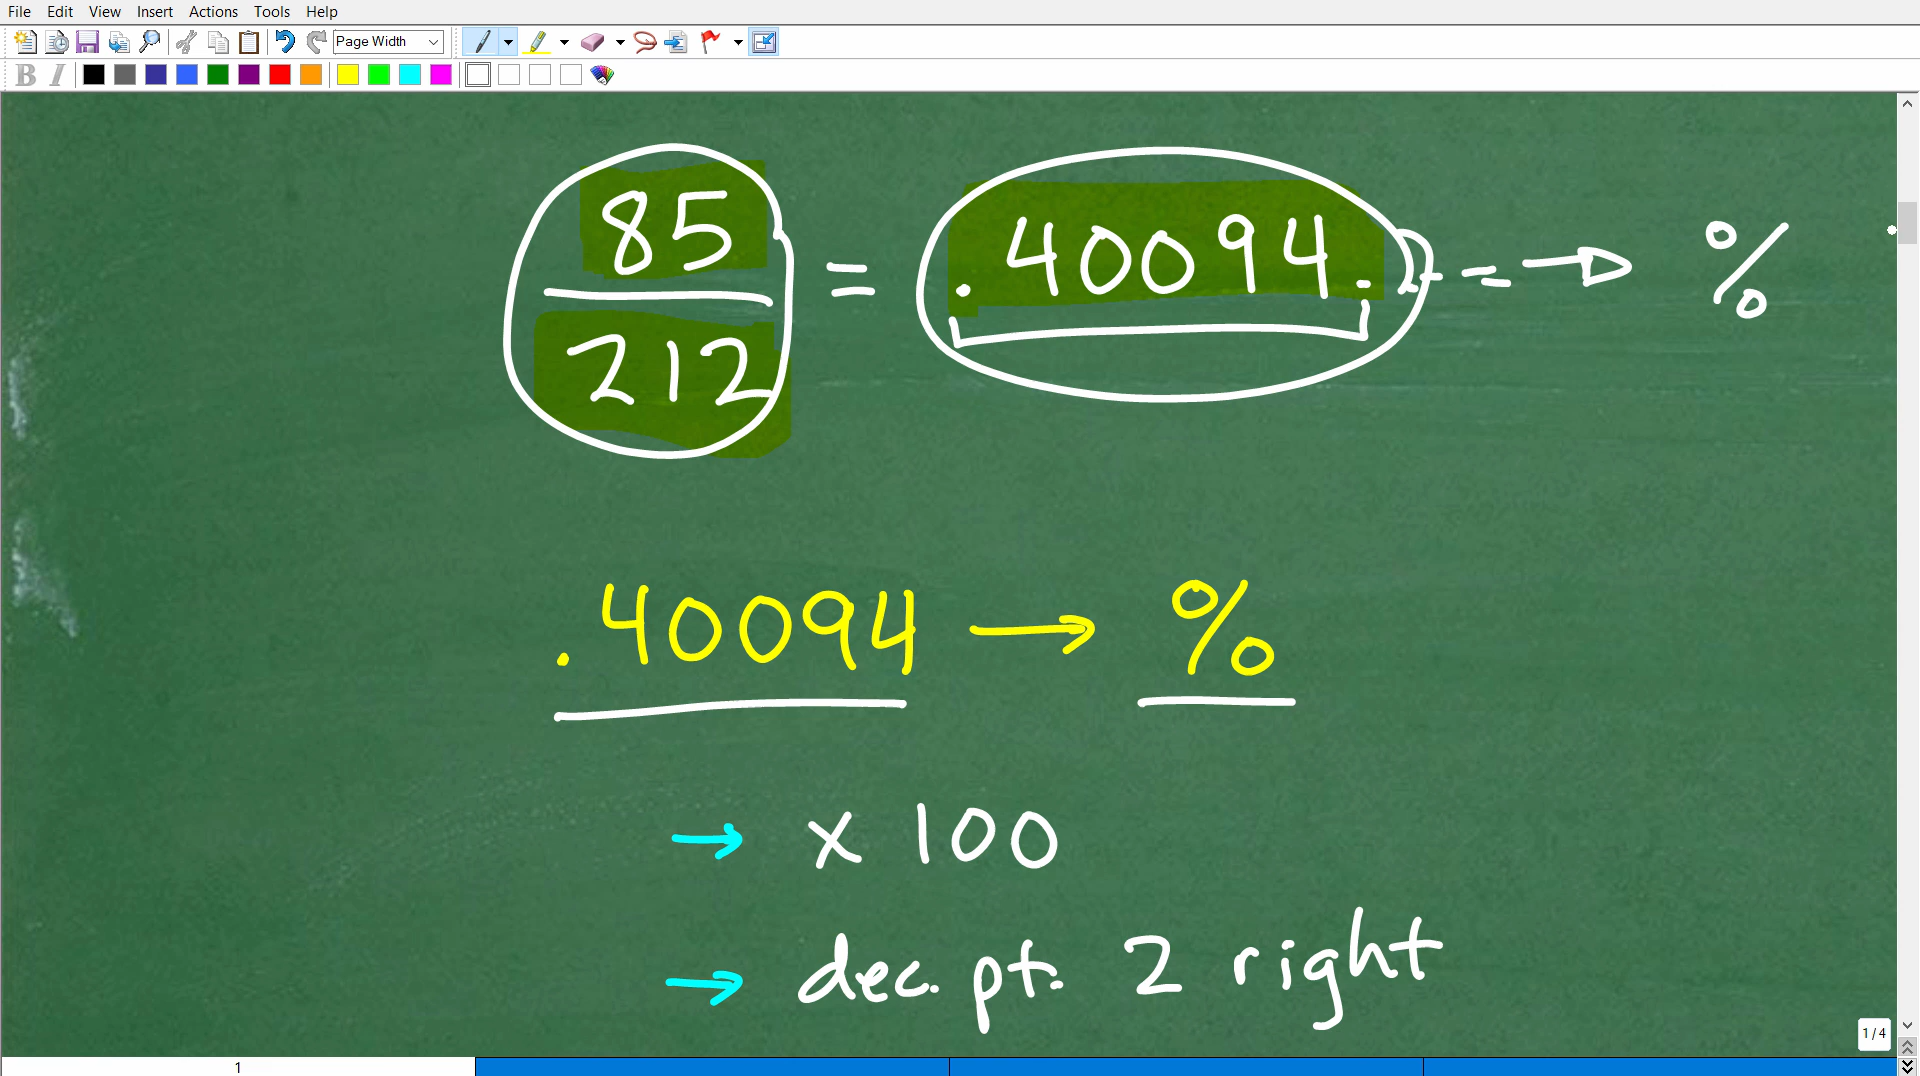 File Edit View Insert Actions Tools Help
Page Width
B I
85
212
= .40094. → %
.40094 → %
→ x 100
→ dec. pt. 2 right
1 / 4
1